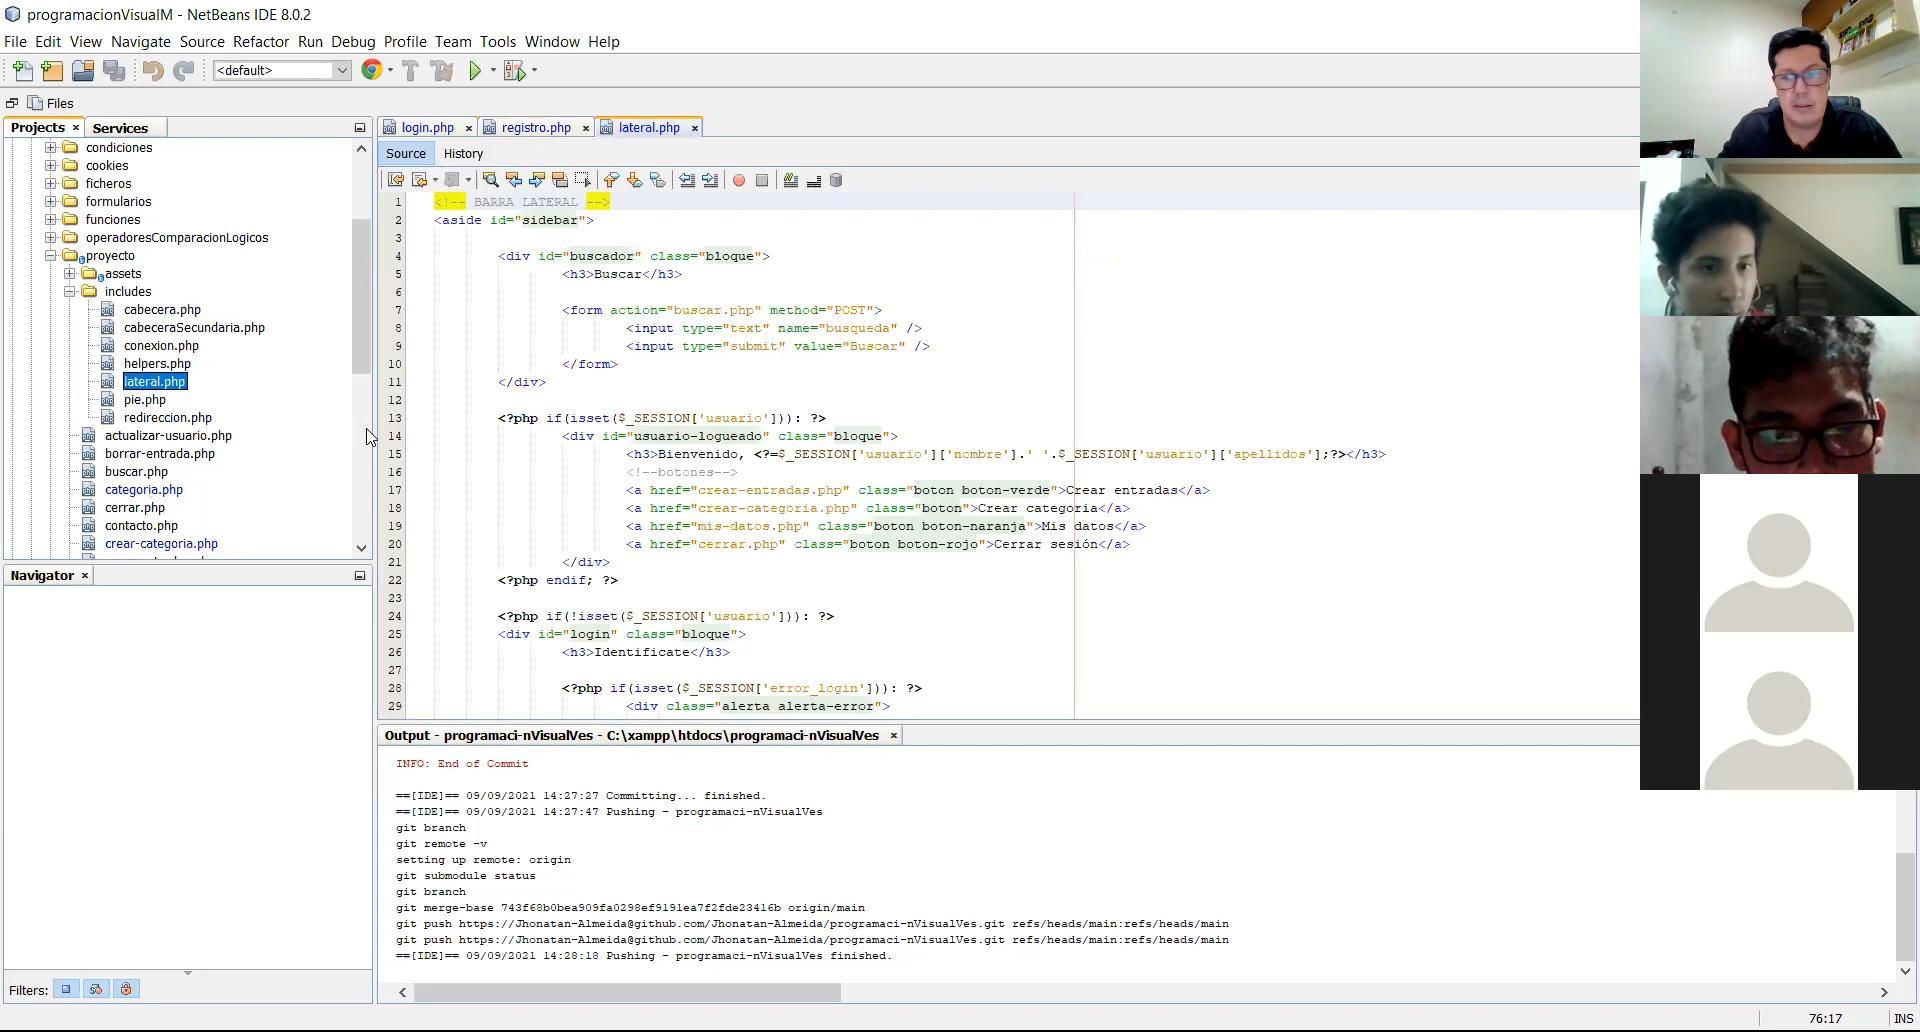 programacionVisualM - NetBeans IDE 8.0.2
File Edit View Navigate Source Refactor Run Debug Profile Team Tools Window Help
<default>
Files
Projects Services
condiciones
cookies
ficheros
formularios
funciones
operadoresComparacionLogicos
proyecto
assets
includes
cabecera.php
cabeceraSecundaria.php
conexion.php
helpers.php
lateral.php
pie.php
redireccion.php
actualizar-usuario.php
borrar-entrada.php
buscar.php
categoria.php
cerrar.php
contacto.php
crear-categoria.php
Navigator
Filters:
login.php registro.php lateral.php
Source History
1 <!-- BARRA LATERAL -->
2 <aside id="sidebar">
3
4 <div id="buscador" class="bloque">
5 <h3>Buscar</h3>
6
7 <form action="buscar.php" method="POST">
8 <input type="text" name="busqueda" />
9 <input type="submit" value="Buscar" />
10 </form>
11 </div>
12
13 <?php if(isset($_SESSION['usuario'])): ?>
14 <div id="usuario-logueado" class="bloque">
15 <h3>Bienvenido, <?=$_SESSION['usuario']['nombre'].' '.$_SESSION['usuario']['apellidos'];?></h3>
16 <!--botones-->
17 <a href="crear-entradas.php" class="boton boton-verde">Crear entradas</a>
18 <a href="crear-categoria.php" class="boton">Crear categoria</a>
19 <a href="mis-datos.php" class="boton boton-naranja">Mis datos</a>
20 <a href="cerrar.php" class="boton boton-rojo">Cerrar sesión</a>
21 </div>
22 <?php endif; ?>
23
24 <?php if(!isset($_SESSION['usuario'])): ?>
25 <div id="login" class="bloque">
26 <h3>Identificate</h3>
28 <?php if(isset($_SESSION['error_login'])): ?>
29 <div class="alerta alerta-error">
Output - programaci-nVisualVes - C:\xampp\htdocs\programaci-nVisualVes
INFO: End of Commit
==[IDE]== 09/09/2021 14:27:27 Committing... finished.
==[IDE]== 09/09/2021 14:27:47 Pushing - programaci-nVisualVes
git branch
git remote -v
setting up remote: origin
git submodule status
git branch
git merge-base 743f68b0bea909fa0298ef9191ea7f2fde23416b origin/main
git push https://Jhonatan-Almeida@github.com/Jhonatan-Almeida/programaci-nVisualVes.git refs/heads/main:refs/heads/main
git push https://Jhonatan-Almeida@github.com/Jhonatan-Almeida/programaci-nVisualVes.git refs/heads/main:refs/heads/main
==[IDE]== 09/09/2021 14:28:18 Pushing - programaci-nVisualVes finished.
76:17 INS